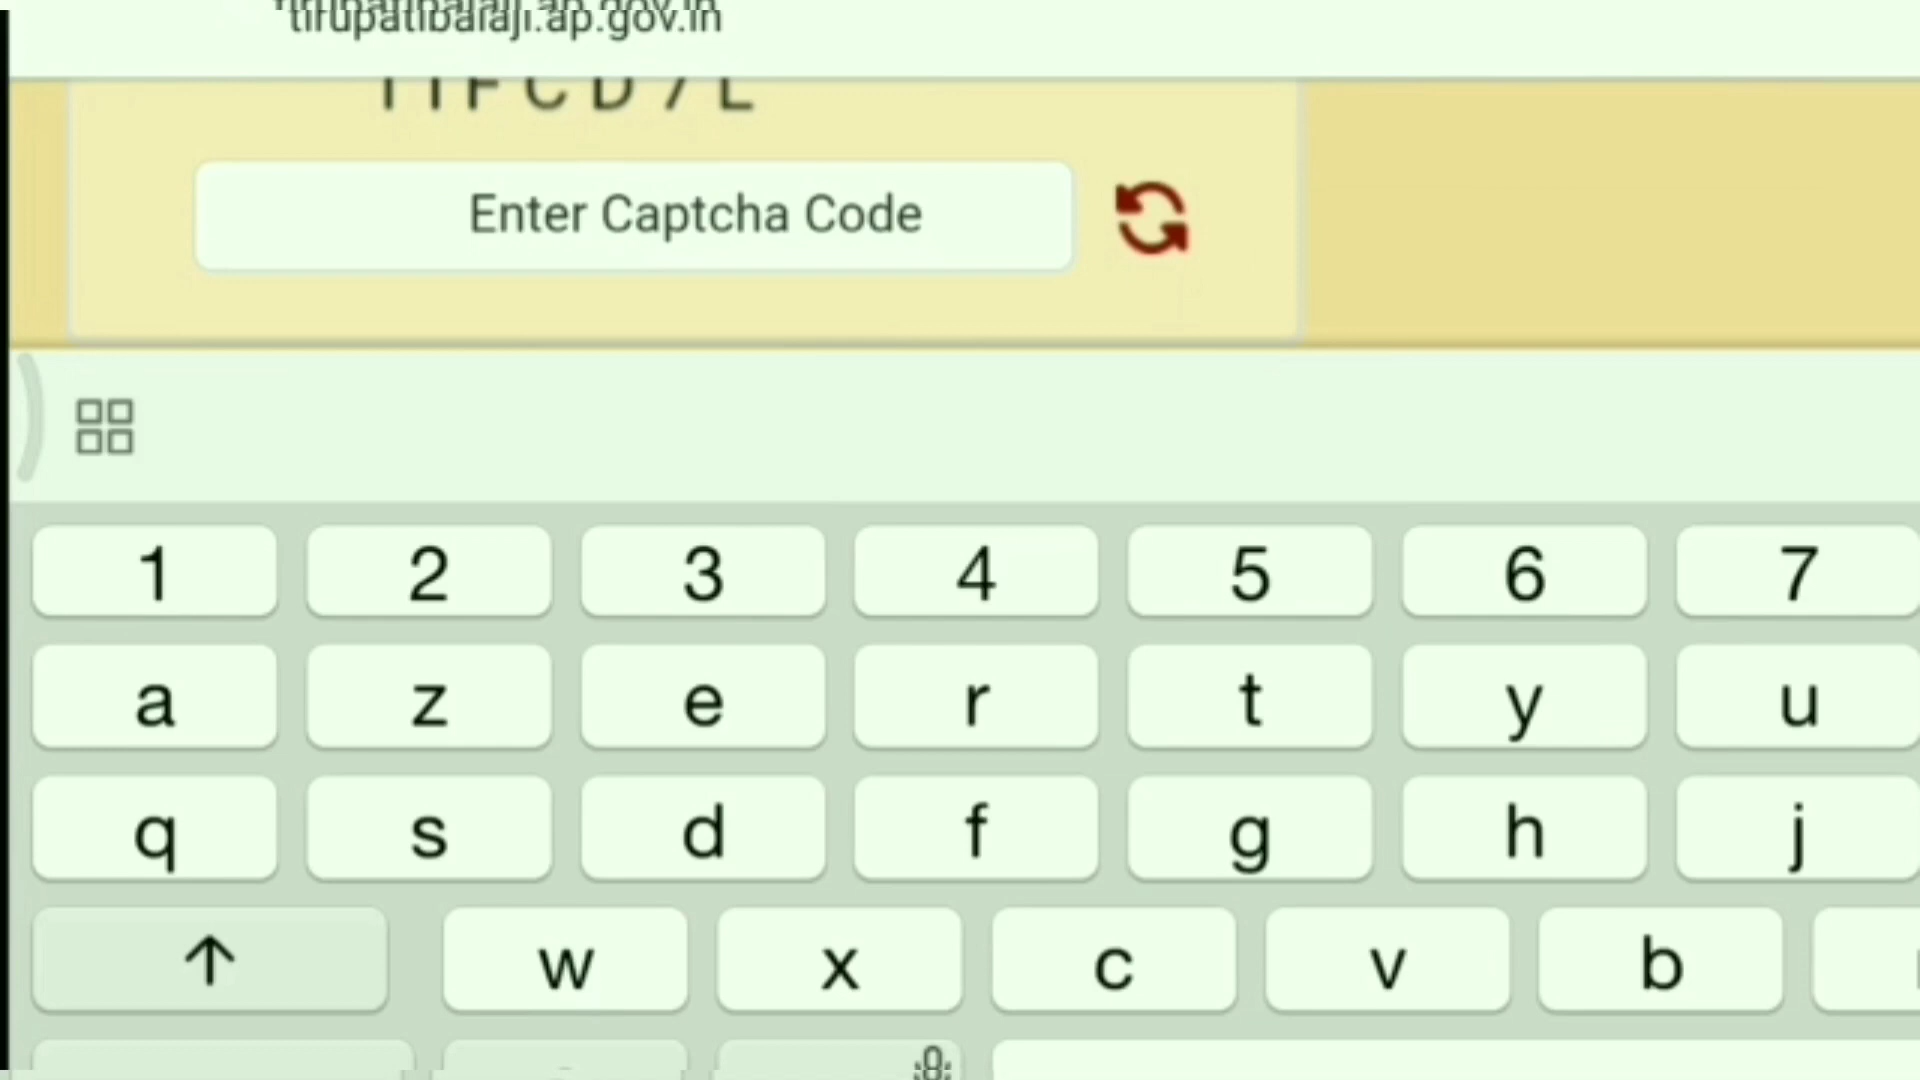 tirupatibalaji.ap.gov.in
Enter Captcha Code
1 2 3 4 5 6 7
a z e r t y u
q s d f g h j
w x c v b